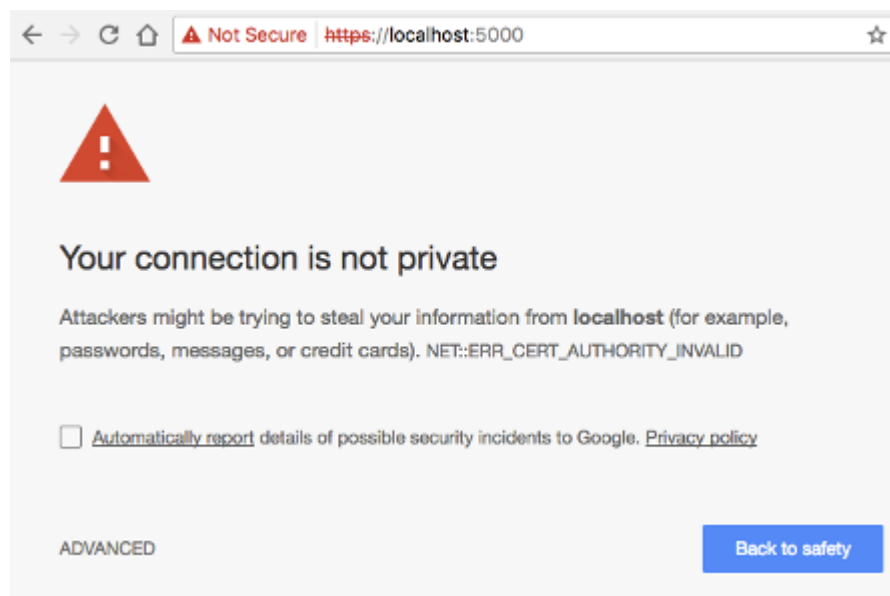 Not Secure https://localhost:5000
Your connection is not private
Attackers might be trying to steal your information from localhost (for example,
passwords, messages, or credit cards). NET::ERR_CERT_AUTHORITY_INVALID
Automatically report details of possible security incidents to Google. Privacy policy
ADVANCED
Back to safety